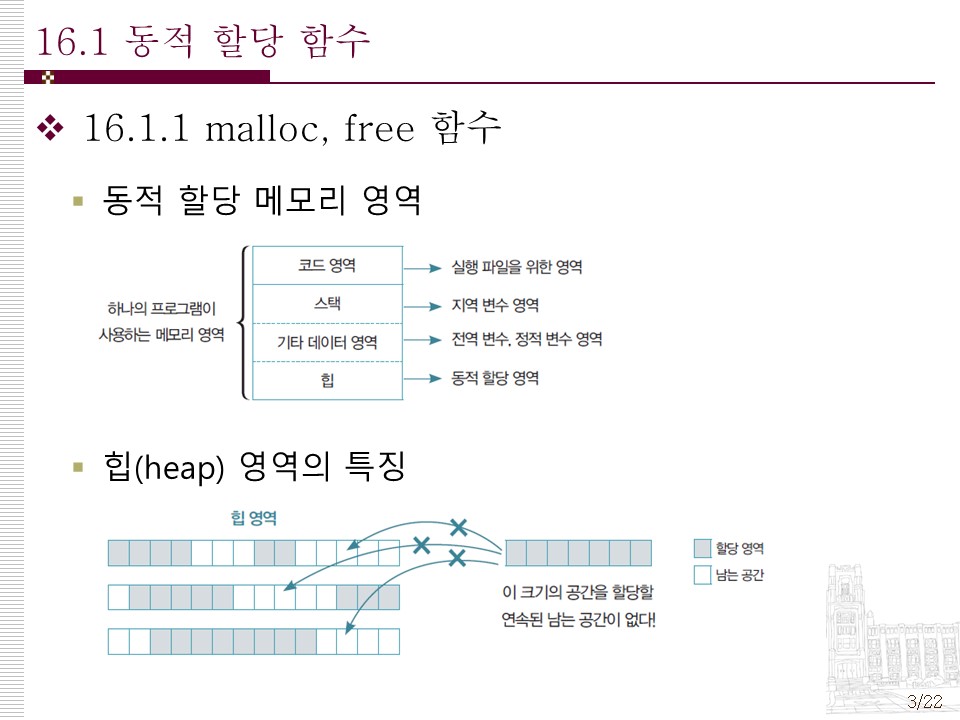 16.1 동적 할당 함수
16.1.1 malloc, free 함수
동적 할당 메모리 영역
하나의 프로그램이
사용하는 메모리 영역
코드 영역
실행 파일을 위한 영역
스택
지역 변수 영역
기타 데이터 영역
전역 변수, 정적 변수 영역
힙
동적 할당 영역
힙(heap) 영역의 특징
힙 영역
이 크기의 공간을 할당할
연속된 남는 공간이 없다!
할당 영역
남는 공간
3/22